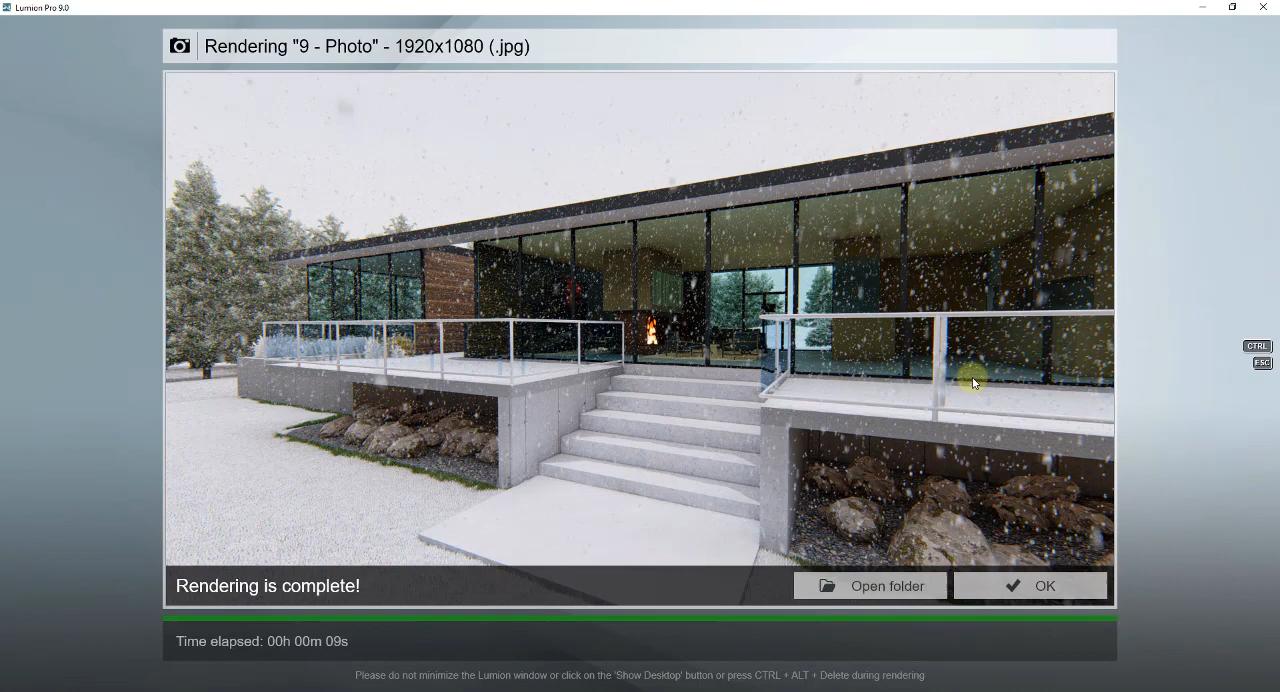 Lumion Pro 9.0
Rendering "9 - Photo" - 1920x1080 (.jpg)
CTRL
ESC
Rendering is complete!
Open folder
OK
Time elapsed: 00h 00m 09s
Please do not minimize the Lumion window or click on the 'Show Desktop' button or press CTRL + ALT + Delete during rendering